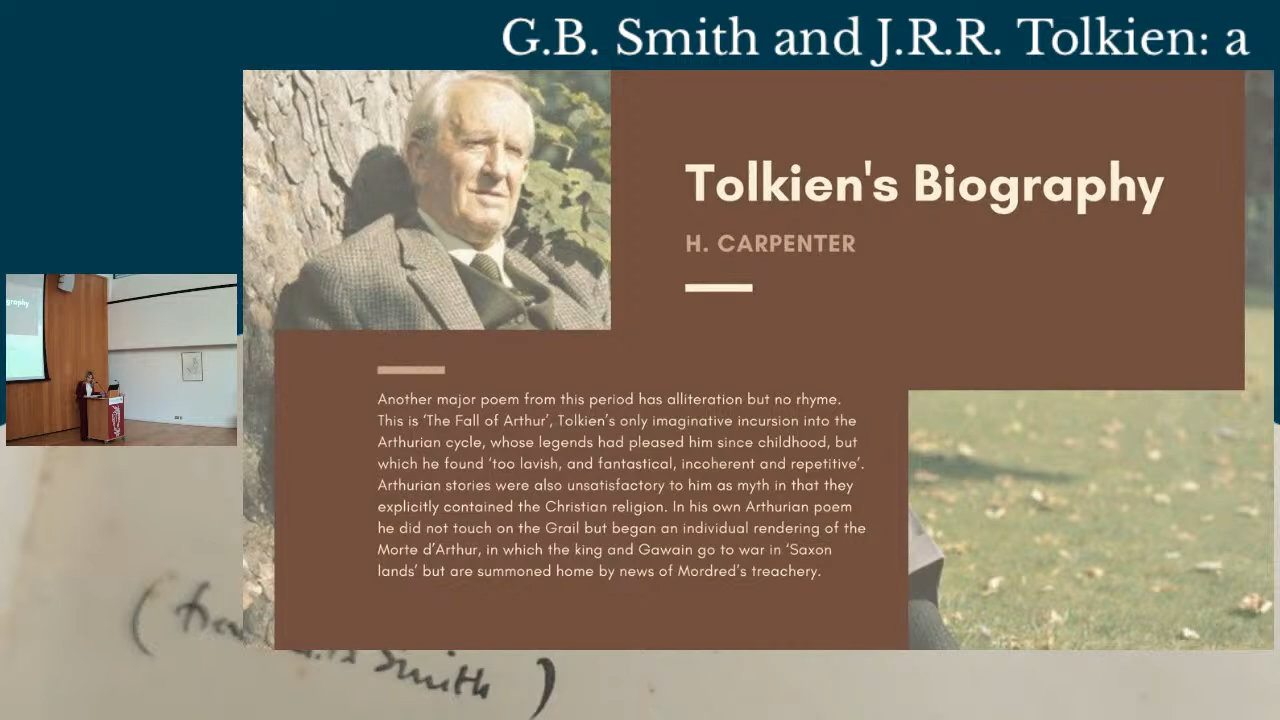 G.B. Smith and J.R.R. Tolkien: a
Tolkien's Biography
H. CARPENTER
Another major poem from this period has alliteration but no rhyme.
This is ‘The Fall of Arthur’, Tolkien’s only imaginative incursion into the
Arthurian cycle, whose legends had pleased him since childhood, but
which he found ‘too lavish, and fantastical, incoherent and repetitive’.
Arthurian stories were also unsatisfactory to him as myth in that they
explicitly contained the Christian religion. In his own Arthurian poem
he did not touch on the Grail but began an individual rendering of the
Morte d’Arthur, in which the king and Gawain go to war in ‘Saxon
lands’ but are summoned home by news of Mordred’s treachery.
Smith )